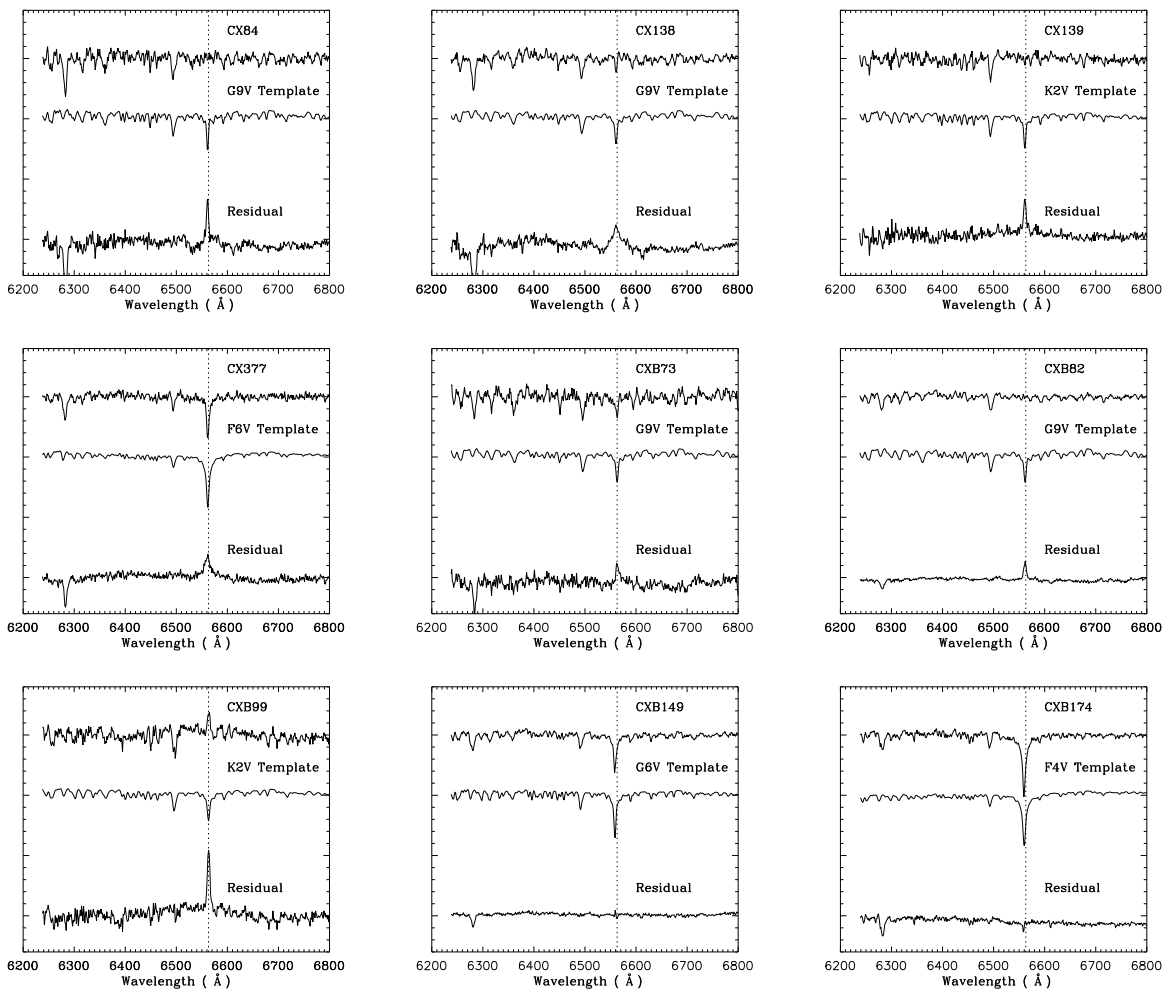 CX84
G9V Template
Residual
6200 6300 6400 6500 6600 6700 6800
Wavelength ( Å )
CX138
G9V Template
Residual
6200 6300 6400 6500 6600 6700 6800
Wavelength ( Å )
CX139
K2V Template
Residual
6200 6300 6400 6500 6600 6700 6800
Wavelength ( Å )
CX377
F6V Template
Residual
6200 6300 6400 6500 6600 6700 6800
Wavelength ( Å )
CXB73
G9V Template
Residual
6200 6300 6400 6500 6600 6700 6800
Wavelength ( Å )
CXB82
G9V Template
Residual
6200 6300 6400 6500 6600 6700 6800
Wavelength ( Å )
CXB99
K2V Template
Residual
6200 6300 6400 6500 6600 6700 6800
Wavelength ( Å )
CXB149
G6V Template
Residual
6200 6300 6400 6500 6600 6700 6800
Wavelength ( Å )
CXB174
F4V Template
Residual
6200 6300 6400 6500 6600 6700 6800
Wavelength ( Å )